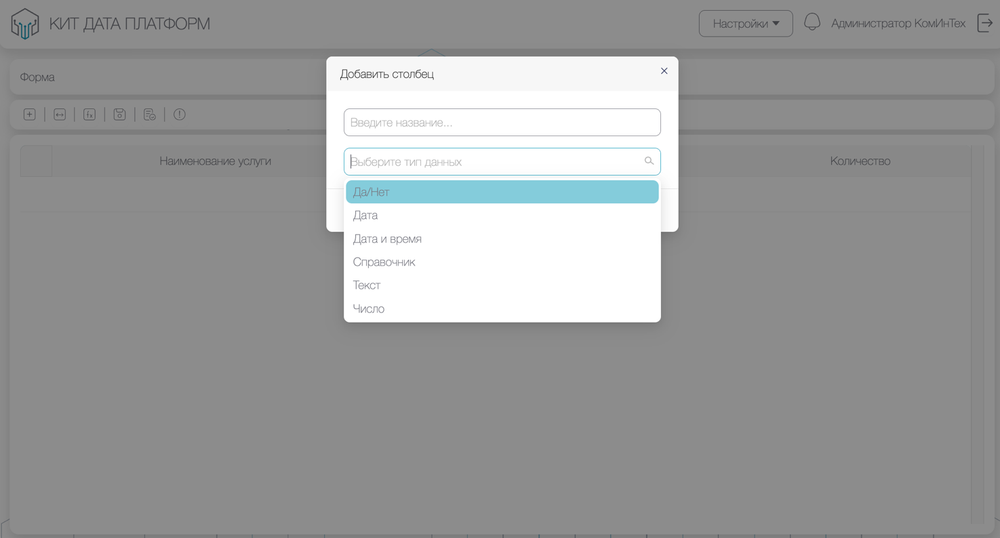 КИТ ДАТА ПЛАТФОРМ
Настройки
Администратор КомИнТех
Форма
Добавить столбец
Введите название...
Выберите тип данных
fx
Наименование услуги
Количество
Да/Нет
Дата
Дата и время
Справочник
Текст
Число